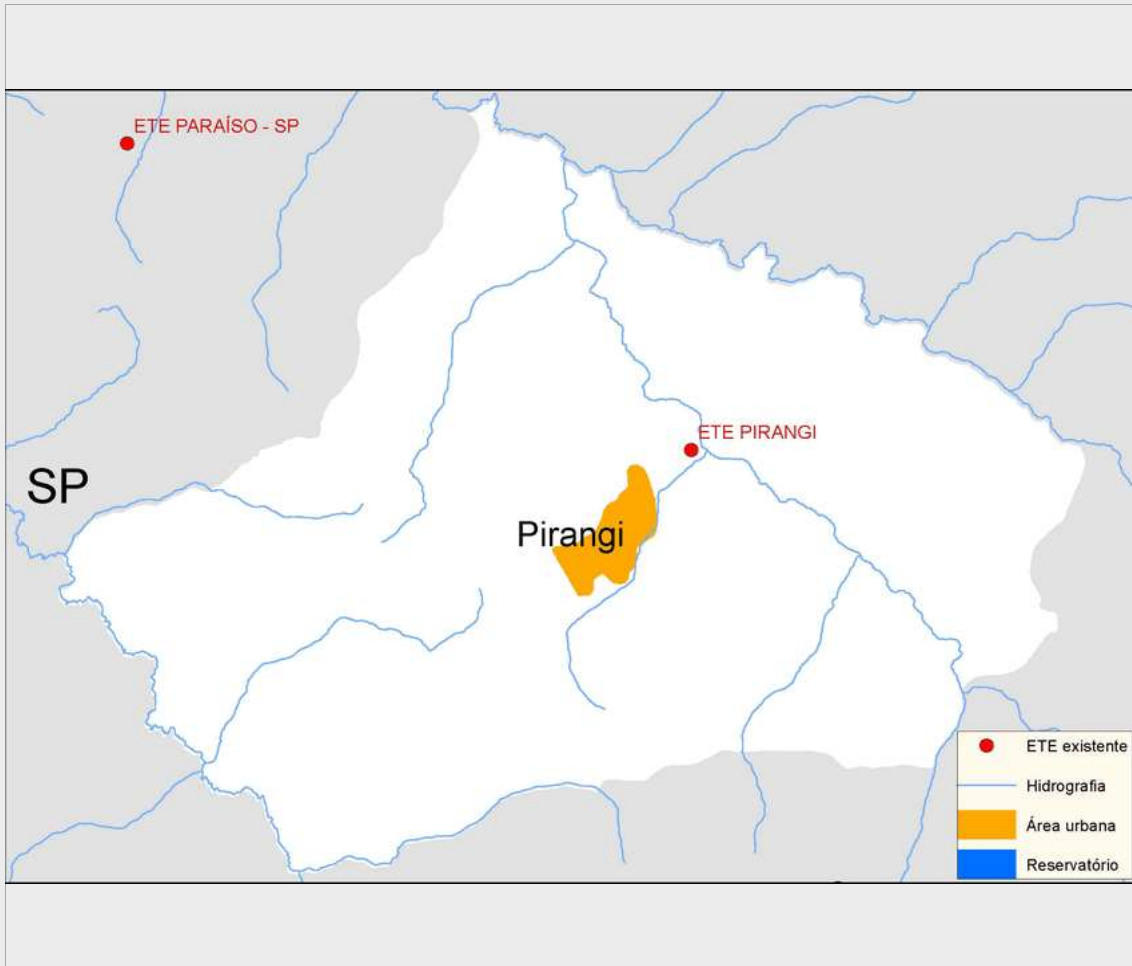 ETE PARAÍSO - SP
ETE PIRANGI
SP
Pirangi
ETE existente
Hidrografia
Área urbana
Reservatório